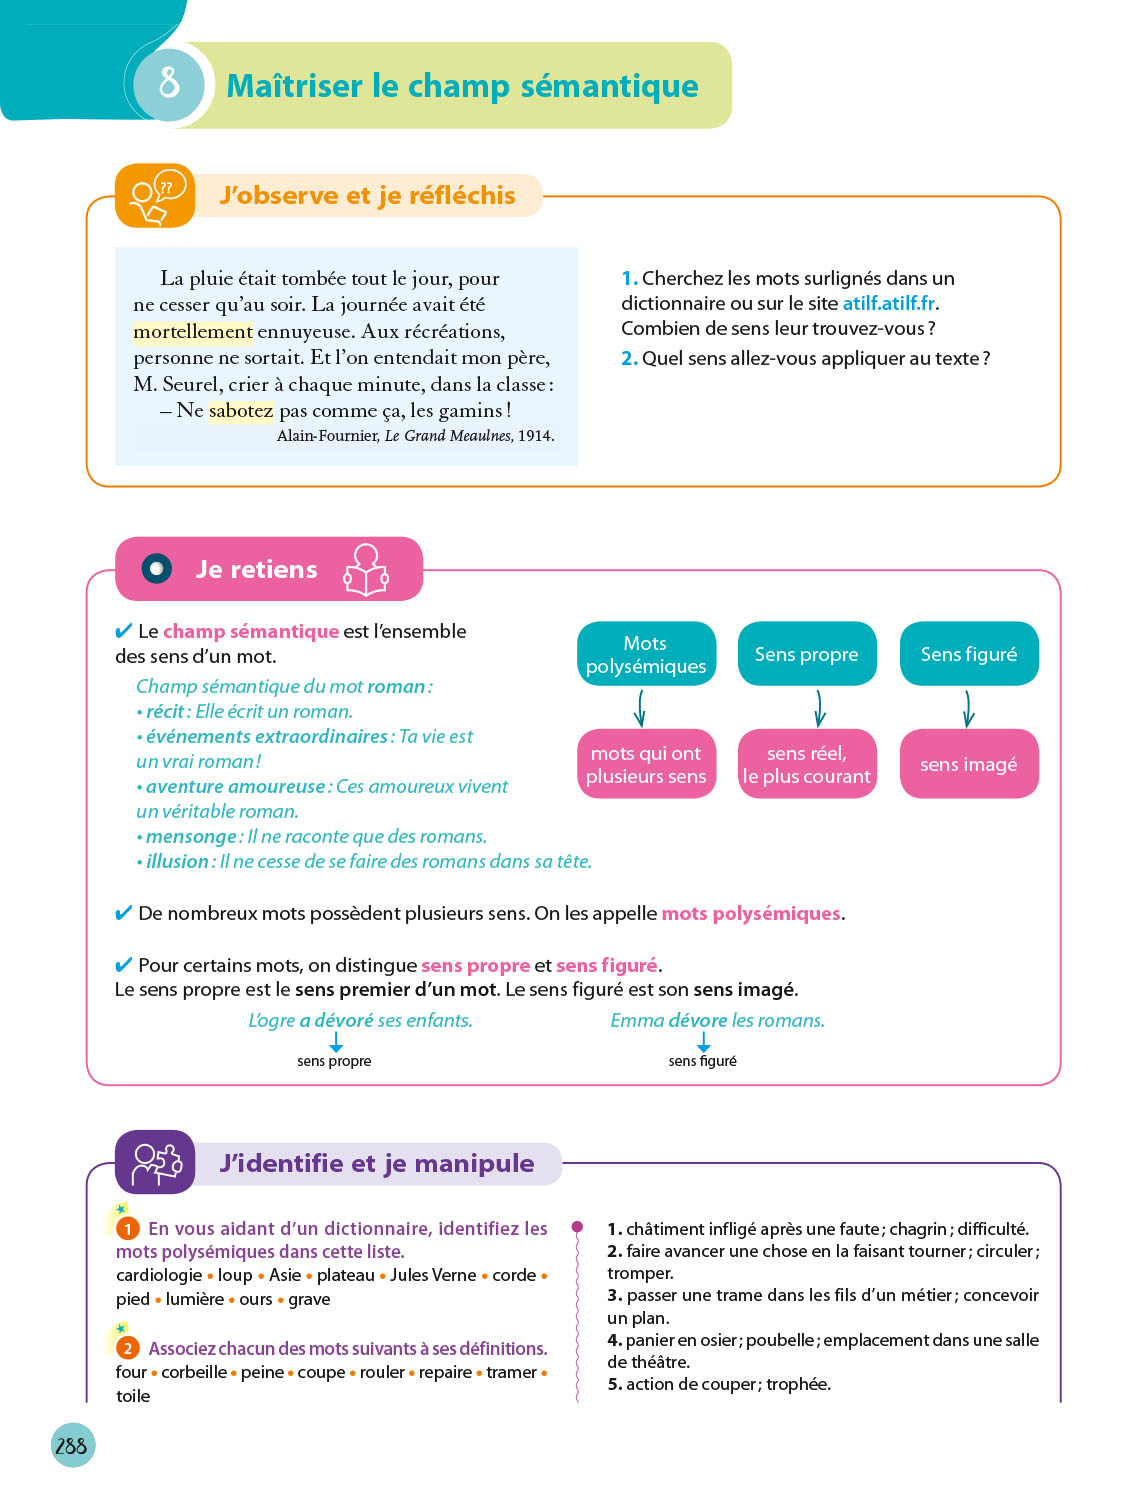 8
Maîtriser le champ sémantique
??
J’observe et je réfléchis
La pluie était tombée tout le jour, pour
ne cesser qu’au soir. La journée avait été
mortellement ennuyeuse. Aux récréations,
personne ne sortait. Et l’on entendait mon père,
M. Seurel, crier à chaque minute, dans la classe :
– Ne sabotez pas comme ça, les gamins !
Alain-Fournier, Le Grand Meaulnes, 1914.
1. Cherchez les mots surlignés dans un
dictionnaire ou sur le site atilf.atilf.fr.
Combien de sens leur trouvez-vous ?
2. Quel sens allez-vous appliquer au texte ?
Je retiens
✔ Le champ sémantique est l’ensemble
des sens d’un mot.
Champ sémantique du mot roman :
• récit : Elle écrit un roman.
• événements extraordinaires : Ta vie est
un vrai roman !
• aventure amoureuse : Ces amoureux vivent
un véritable roman.
• mensonge : Il ne raconte que des romans.
• illusion : Il ne cesse de se faire des romans dans sa tête.
Mots
polysémiques
Sens propre
Sens figuré
mots qui ont
plusieurs sens
sens réel,
le plus courant
sens imagé
✔ De nombreux mots possèdent plusieurs sens. On les appelle mots polysémiques.
✔ Pour certains mots, on distingue sens propre et sens figuré.
Le sens propre est le sens premier d’un mot. Le sens figuré est son sens imagé.
L’ogre a dévoré ses enfants.
Emma dévore les romans.
sens propre
sens figuré
J’identifie et je manipule
1 En vous aidant d’un dictionnaire, identifiez les
mots polysémiques dans cette liste.
cardiologie • loup • Asie • plateau • Jules Verne • corde •
pied • lumière • ours • grave
2 Associez chacun des mots suivants à ses définitions.
four • corbeille • peine • coupe • rouler • repaire • tramer •
toile
1. châtiment infligé après une faute ; chagrin ; difficulté.
2. faire avancer une chose en la faisant tourner ; circuler ;
tromper.
3. passer une trame dans les fils d’un métier ; concevoir
un plan.
4. panier en osier ; poubelle ; emplacement dans une salle
de théâtre.
5. action de couper ; trophée.
288